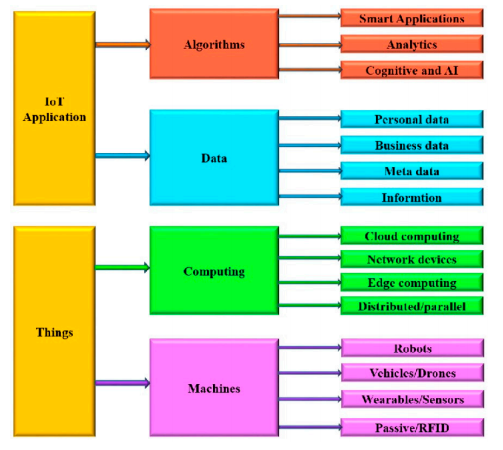 IoT
Application
Algorithms
Smart Applications
Analytics
Cognitive and AI
Data
Personal data
Business data
Meta data
Informtion
Things
Computing
Cloud computing
Network devices
Edge computing
Distributed/parallel
Machines
Robots
Vehicles/Drones
Wearables/Sensors
Passive/RFID